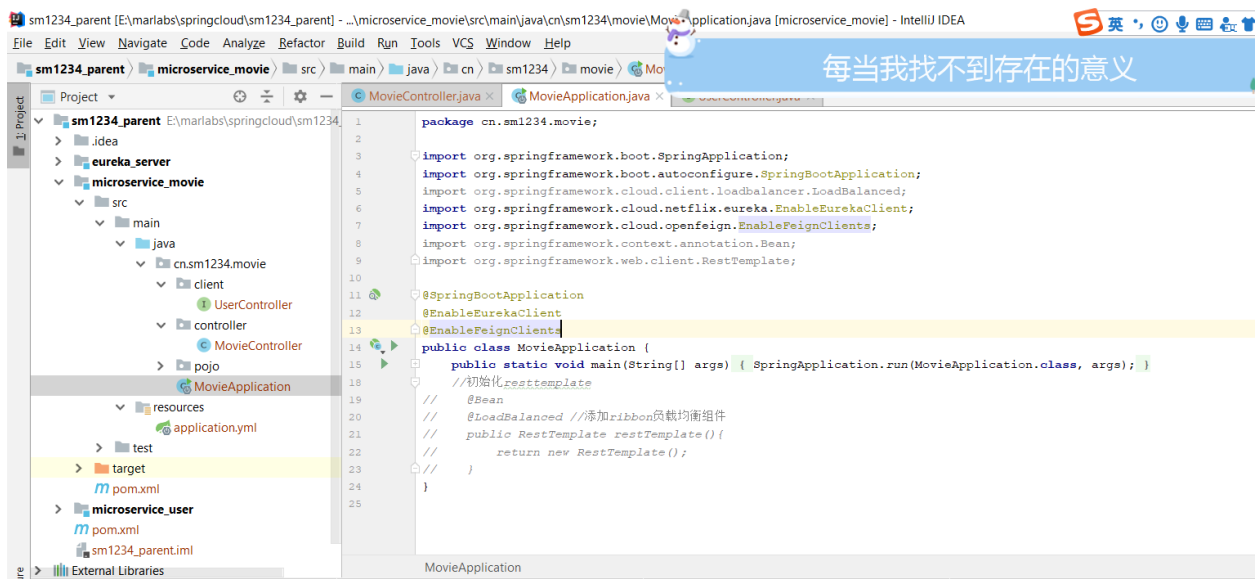 sm1234_parent [E:\marlabs\springcloud\sm1234_parent] - ...\microservice_movie\src\main\java\cn\sm1234\movie\MovieApplication.java [microservice_movie] - IntelliJ IDEA
英
File Edit View Navigate Code Analyze Refactor Build Run Tools VCS Window Help
每当我找不到存在的意义
sm1234_parent microservice_movie src main java cn sm1234 movie Mo
Project MovieController.java MovieApplication.java UserController.java
1: Project
sm1234_parent E:\marlabs\springcloud\sm1234_
.idea
eureka_server
microservice_movie
src
main
java
cn.sm1234.movie
client
UserController
controller
MovieController
pojo
MovieApplication
resources
application.yml
test
target
pom.xml
microservice_user
pom.xml
sm1234_parent.iml
External Libraries
1 package cn.sm1234.movie;
2
3 import org.springframework.boot.SpringApplication;
4 import org.springframework.boot.autoconfigure.SpringBootApplication;
5 import org.springframework.cloud.client.loadbalancer.LoadBalanced;
6 import org.springframework.cloud.netflix.eureka.EnableEurekaClient;
7 import org.springframework.cloud.openfeign.EnableFeignClients;
8 import org.springframework.context.annotation.Bean;
9 import org.springframework.web.client.RestTemplate;
10
11 @SpringBootApplication
12 @EnableEurekaClient
13 @EnableFeignClients
14 public class MovieApplication {
15 public static void main(String[] args) { SpringApplication.run(MovieApplication.class, args); }
18 //初始化resttemplate
19 // @Bean
20 // @LoadBalanced //添加ribbon负载均衡组件
21 // public RestTemplate restTemplate(){
22 // return new RestTemplate();
23 // }
24 }
25
MovieApplication